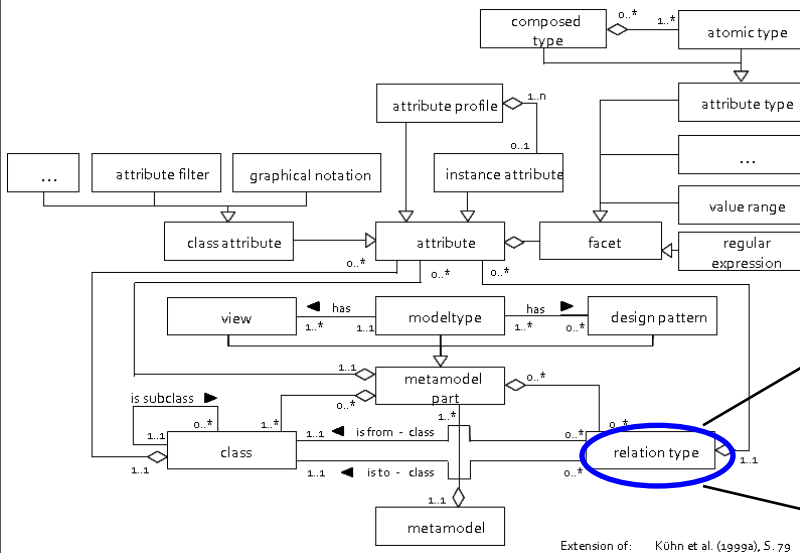 composed
type
0..*
1..*
atomic type
attribute profile
1..n
attribute type
0..1
...
...
attribute filter
graphical notation
instance attribute
value range
class attribute
attribute
facet
regular
expression
0..*
0..*
0..*
view
has
1..*
1..1
modeltype
has
1..*
0..*
design pattern
1..1
metamodel
part
0..*
0..*
is subclass
0..*
1..1
1..*
1..*
0..*
class
1..1
is from - class
0..*
relation type
1..1
1..1
1..1
is to - class
0..*
1..1
metamodel
Extension of: Kühn et al. (1999a), S. 79